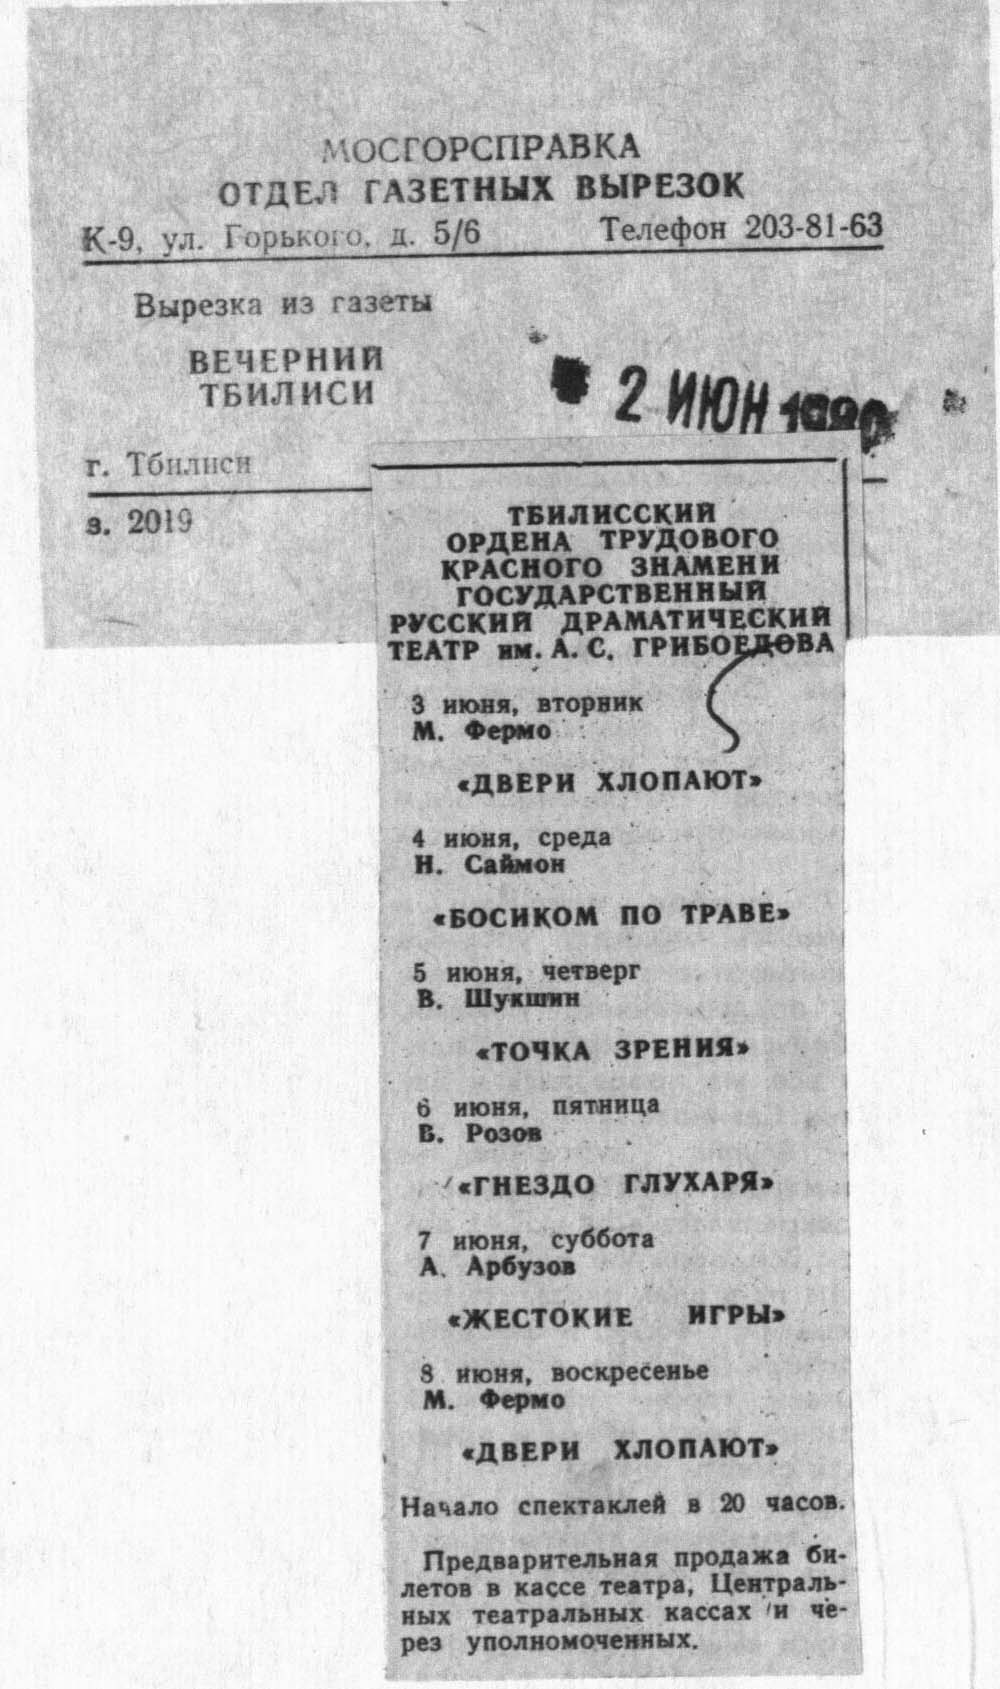 МОСГОРСПРАВКА
ОТДЕЛ ГАЗЕТНЫХ ВЫРЕЗОК
К-9, ул. Горького, д. 5/6 Телефон 203-81-63
Вырезка из газеты
ВЕЧЕРНИЙ
ТБИЛИСИ
2 ИЮН 1980
г. Тбилиси
з. 2019
ТБИЛИССКИЙ
ОРДЕНА ТРУДОВОГО
КРАСНОГО ЗНАМЕНИ
ГОСУДАРСТВЕННЫЙ
РУССКИЙ ДРАМАТИЧЕСКИЙ
ТЕАТР им. А. С. ГРИБОЕДОВА
3 июня, вторник
М. Фермо
«ДВЕРИ ХЛОПАЮТ»
4 июня, среда
Н. Саймон
«БОСИКОМ ПО ТРАВЕ»
5 июня, четверг
В. Шукшин
«ТОЧКА ЗРЕНИЯ»
6 июня, пятница
В. Розов
«ГНЕЗДО ГЛУХАРЯ»
7 июня, суббота
А. Арбузов
«ЖЕСТОКИЕ ИГРЫ»
8 июня, воскресенье
М. Фермо
«ДВЕРИ ХЛОПАЮТ»
Начало спектаклей в 20 часов.
Предварительная продажа би-
летов в кассе театра, Централь-
ных театральных кассах и че-
рез уполномоченных.